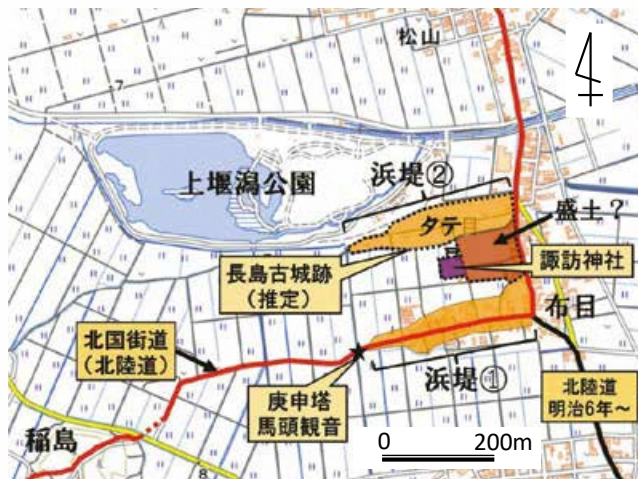 松山
7
上堰潟公園
浜堤②
タテ
盛土？
長島古城跡
（推定）
諏訪神社
布目
北国街道
（北陸道）
庚申塔
馬頭観音
浜堤①
北陸道
明治6年～
稲島
8
0 200m